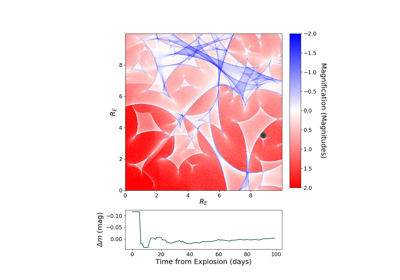 −2.0
−1.5
−1.0
−0.5
0.0
0.5
1.0
1.5
2.0
Magnification (Magnitudes)
8
6
4
2
0
R_E
0 2 4 6 8
R_E
−0.10
−0.05
0.00
Δm (mag)
0 20 40 60 80 100
Time from Explosion (days)